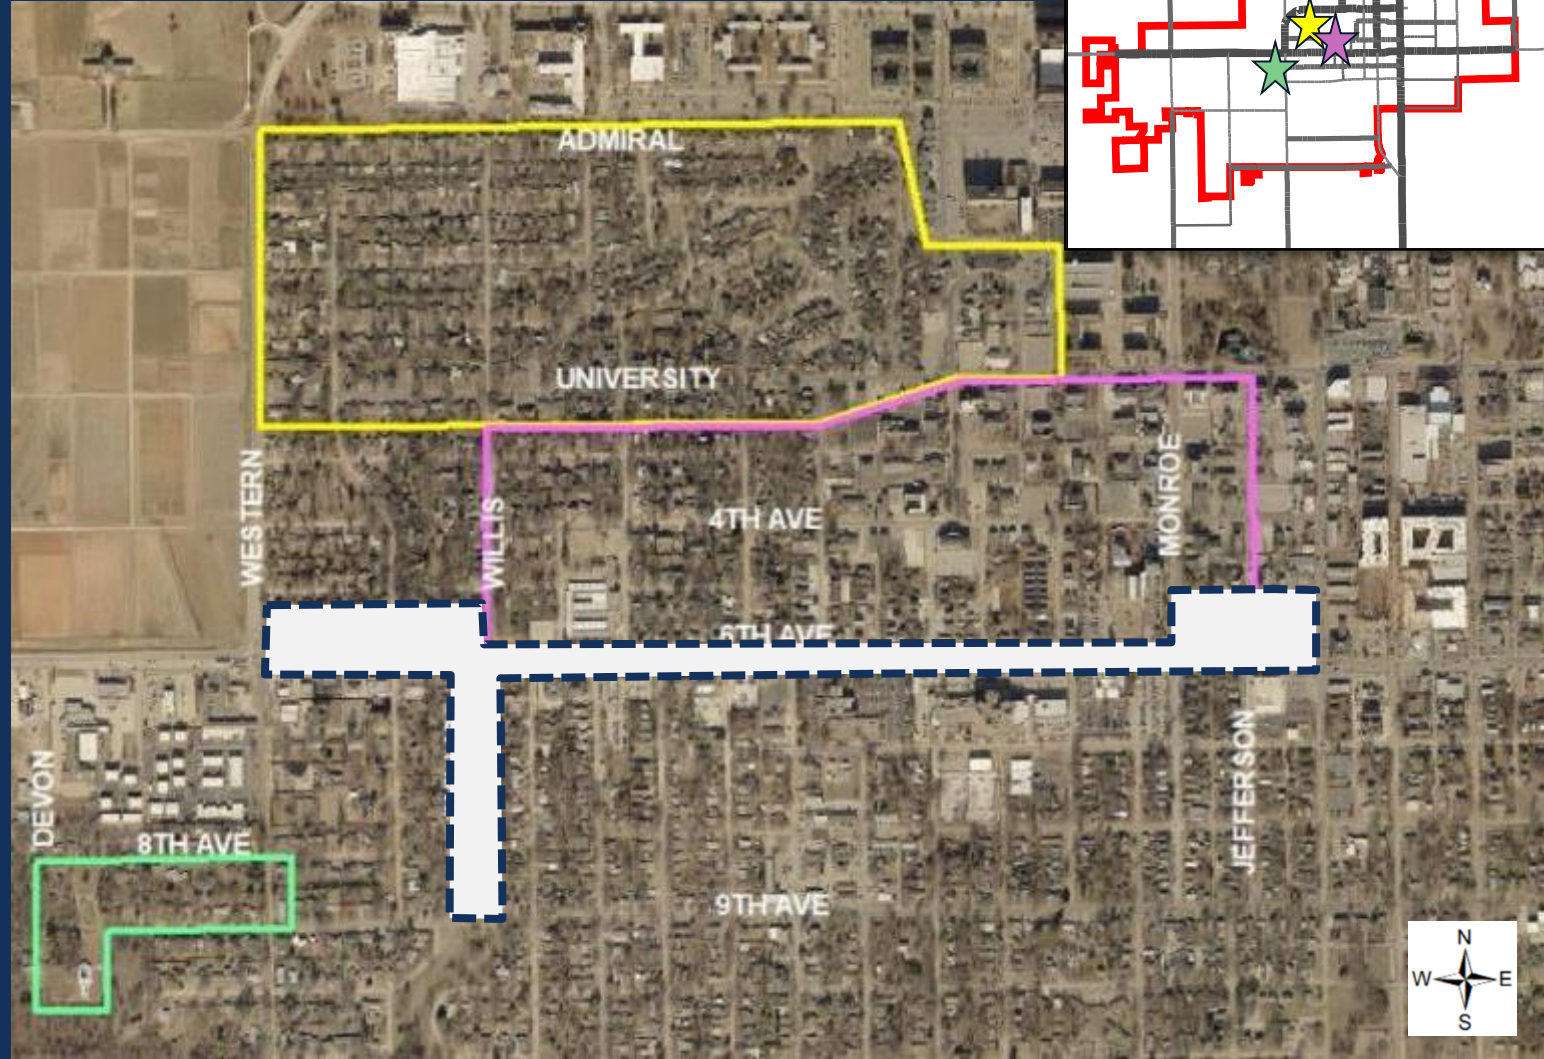 ADMIRAL
UNIVERSITY
WESTERN
WILLIS
4TH AVE
MONROE
6TH AVE
DEVON
8TH AVE
JEFFERSON
9TH AVE
N
W E
S